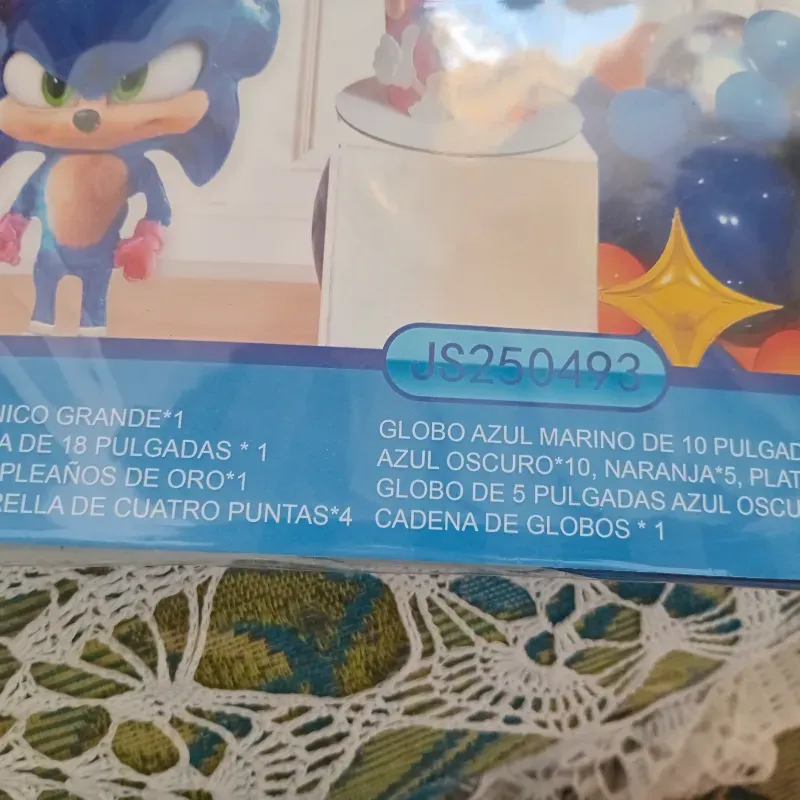 JS250493
NICO GRANDE*1
A DE 18 PULGADAS * 1
PLEAÑOS DE ORO*1
RELLA DE CUATRO PUNTAS*4
GLOBO AZUL MARINO DE 10 PULGAD
AZUL OSCURO*10, NARANJA*5, PLAT
GLOBO DE 5 PULGADAS AZUL OSCU
CADENA DE GLOBOS * 1